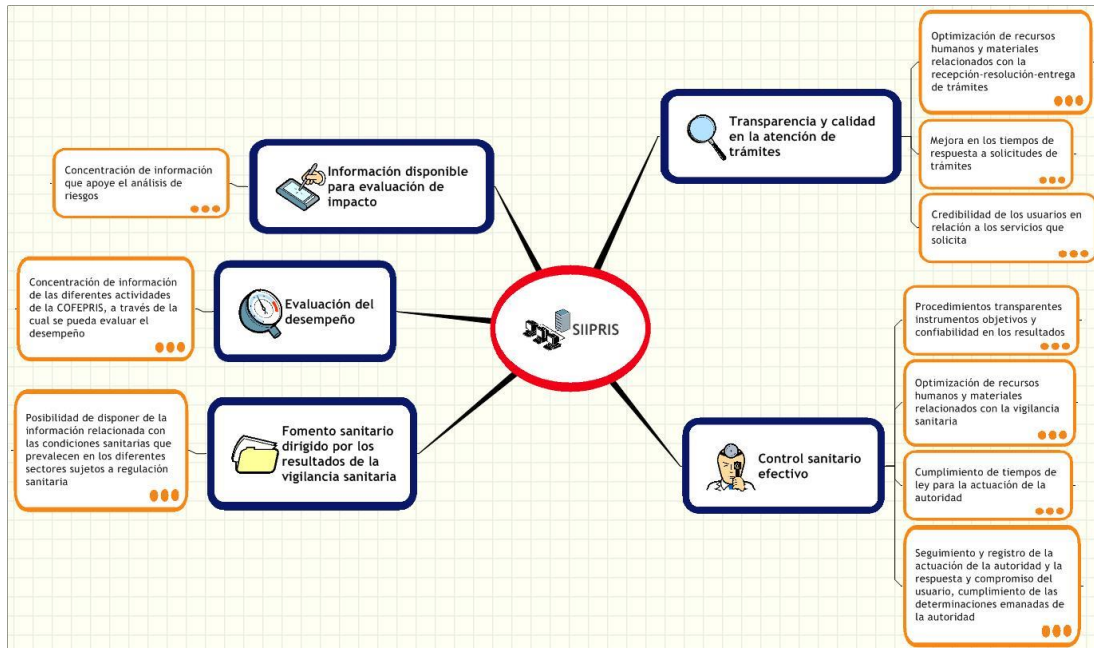 SIIPRIS
Transparencia y calidad
en la atención de
trámites
Optimización de recursos
humanos y materiales
relacionados con la
recepción-resolución-entrega
de trámites
Mejora en los tiempos de
respuesta a solicitudes de
trámites
Credibilidad de los usuarios en
relación a los servicios que
solicita
Control sanitario
efectivo
Procedimientos transparentes
instrumentos objetivos y
confiabilidad en los resultados
Optimización de recursos
humanos y materiales
relacionados con la vigilancia
sanitaria
Cumplimiento de tiempos de
ley para la actuación de la
autoridad
Seguimiento y registro de la
actuación de la autoridad y la
respuesta y compromiso del
usuario, cumplimiento de las
determinaciones emanadas de
la autoridad
Información disponible
para evaluación de
impacto
Concentración de información
que apoye el análisis de
riesgos
Evaluación del
desempeño
Concentración de información
de las diferentes actividades
de la COFEPRIS, a través de la
cual se pueda evaluar el
desempeño
Fomento sanitario
dirigido por los
resultados de la
vigilancia sanitaria
Posibilidad de disponer de la
información relacionada con
las condiciones sanitarias que
prevalecen en los diferentes
sectores sujetos a regulación
sanitaria